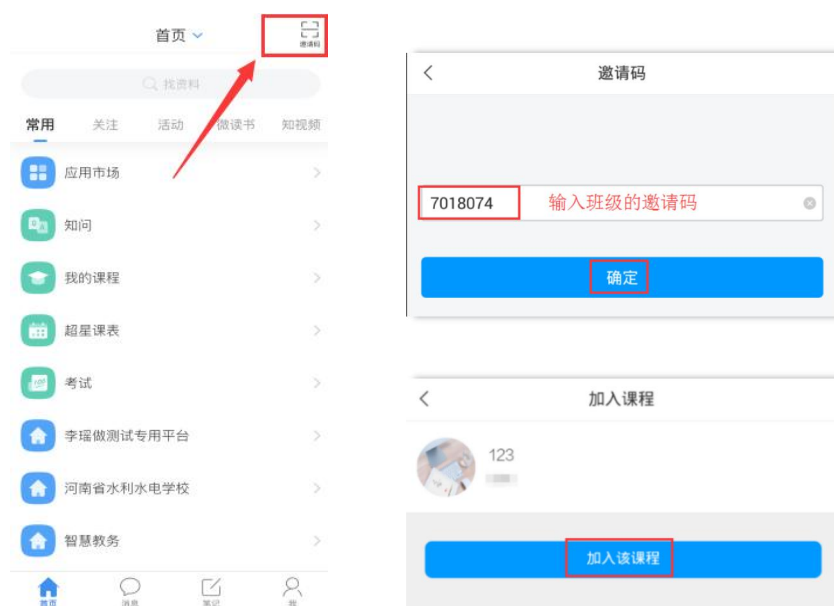 首页
邀请码
找资料
常用 关注 活动 微读书 知视频
应用市场
知问
我的课程
超星课表
考试
李瑶做测试专用平台
河南省水利水电学校
智慧教务
首页 消息 笔记 我
邀请码
7018074 输入班级的邀请码
确定
加入课程
123
加入该课程